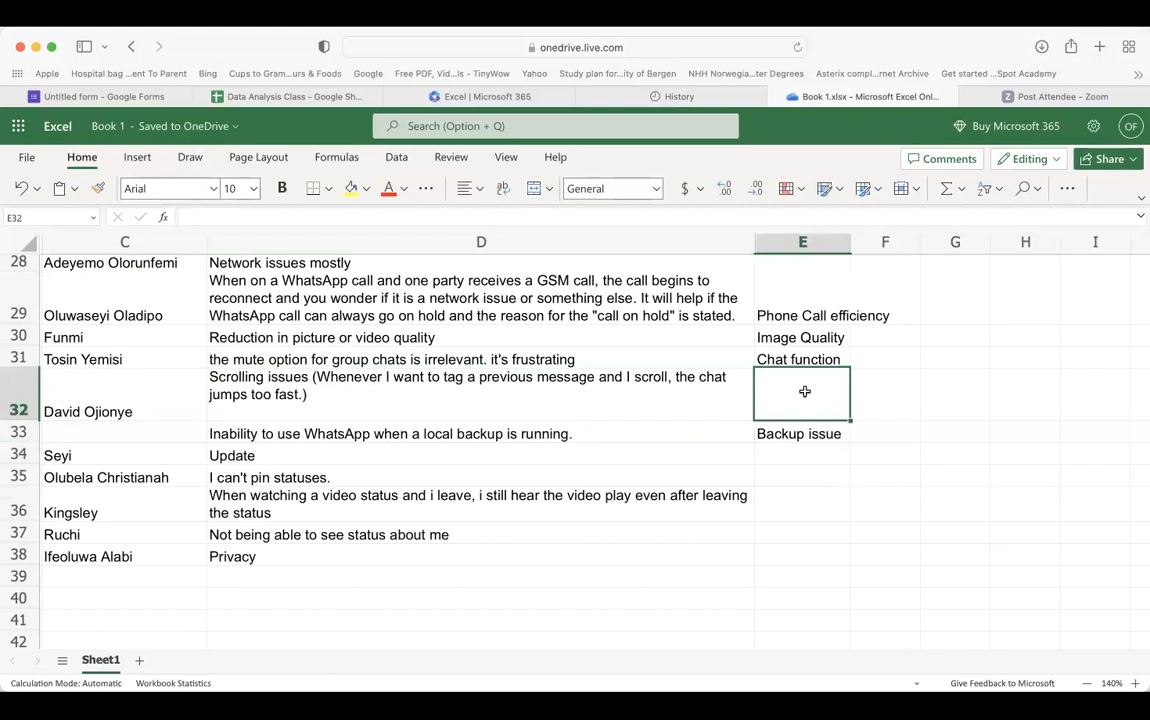 onedrive.live.com
Apple Hospital bag ...ent To Parent Bing Cups to Gram...urs & Foods Google Free PDF, Vid...ls - TinyWow Yahoo Study plan for...ity of Bergen NHH Norwegia...ter Degrees Asterix compl...rnet Archive Get started ...Spot Academy
Untitled form - Google Forms Data Analysis Class - Google Sh... Excel | Microsoft 365 History Book 1.xlsx - Microsoft Excel Onl... Post Attendee - Zoom
Excel Book 1 - Saved to OneDrive Search (Option + Q) Buy Microsoft 365 OF
File Home Insert Draw Page Layout Formulas Data Review View Help Comments Editing Share
Arial 10 B A General $
E32 fx
C D E F G H I
28 Adeyemo Olorunfemi Network issues mostly
When on a WhatsApp call and one party receives a GSM call, the call begins to
reconnect and you wonder if it is a network issue or something else. It will help if the
29 Oluwaseyi Oladipo WhatsApp call can always go on hold and the reason for the "call on hold" is stated. Phone Call efficiency
30 Funmi Reduction in picture or video quality Image Quality
31 Tosin Yemisi the mute option for group chats is irrelevant. it's frustrating Chat function
Scrolling issues (Whenever I want to tag a previous message and I scroll, the chat
jumps too fast.)
32 David Ojionye
33 Inability to use WhatsApp when a local backup is running. Backup issue
34 Seyi Update
35 Olubela Christianah I can't pin statuses.
When watching a video status and i leave, i still hear the video play even after leaving
36 Kingsley the status
37 Ruchi Not being able to see status about me
38 Ifeoluwa Alabi Privacy
39
40
41
42
Sheet1
Calculation Mode: Automatic Workbook Statistics Give Feedback to Microsoft 140%